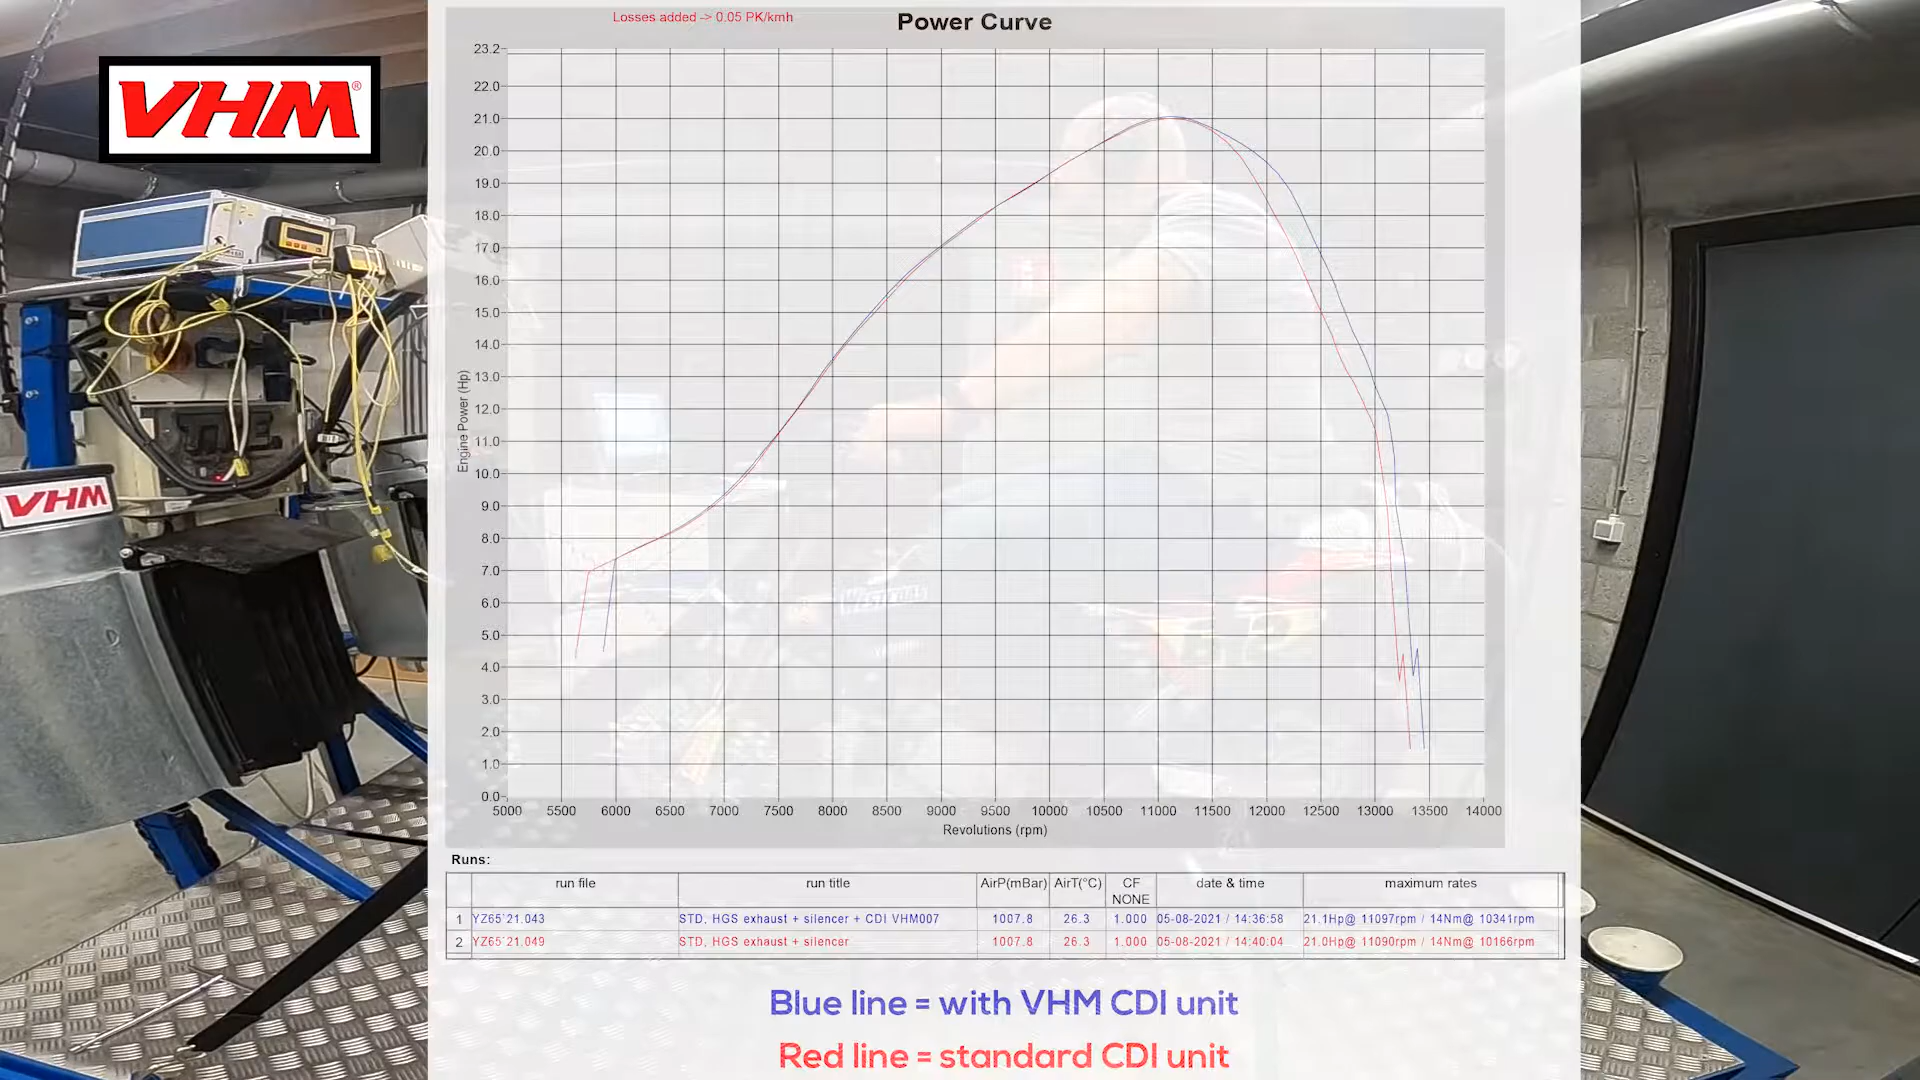 VHM®
Losses added -> 0.05 PK/kmh
Power Curve
23.2
22.0
21.0
20.0
19.0
18.0
17.0
16.0
15.0
14.0
13.0
12.0
11.0
10.0
9.0
8.0
7.0
6.0
5.0
4.0
3.0
2.0
1.0
0.0
Engine Power (Hp)
5000 5500 6000 6500 7000 7500 8000 8500 9000 9500 10000 10500 11000 11500 12000 12500 13000 13500 14000
Revolutions (rpm)
VHM
Runs:
run file run title AirP(mBar) AirT(°C) CF NONE date & time maximum rates
1 YZ65'21.043 STD, HGS exhaust + silencer + CDI VHM007 1007.8 26.3 1.000 05-08-2021 / 14:36:58 21.1Hp@ 11097rpm / 14Nm@ 10341rpm
2 YZ65'21.049 STD, HGS exhaust + silencer 1007.8 26.3 1.000 05-08-2021 / 14:40:04 21.0Hp@ 11090rpm / 14Nm@ 10166rpm
Blue line = with VHM CDI unit
Red line = standard CDI unit